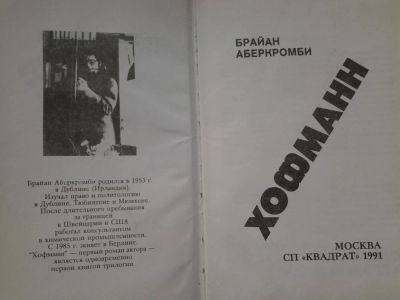 Брайан Аберкромби родился в 1953 г.
в Дублине (Ирландия).
Изучал право и политологию
в Дублине, Тюбингене и Мюнхене.
После длительного пребывания
за границей
в Швейцарии и США
работал консультантом
в химической промышленности.
С 1985 г. живет в Берлине.
"Хофманн" — первый роман автора —
является одновременно
первой книгой трилогии.
БРАЙАН
АБЕРКРОМБИ
ХОФМАНН
МОСКВА
СП «КВАДРАТ» 1991